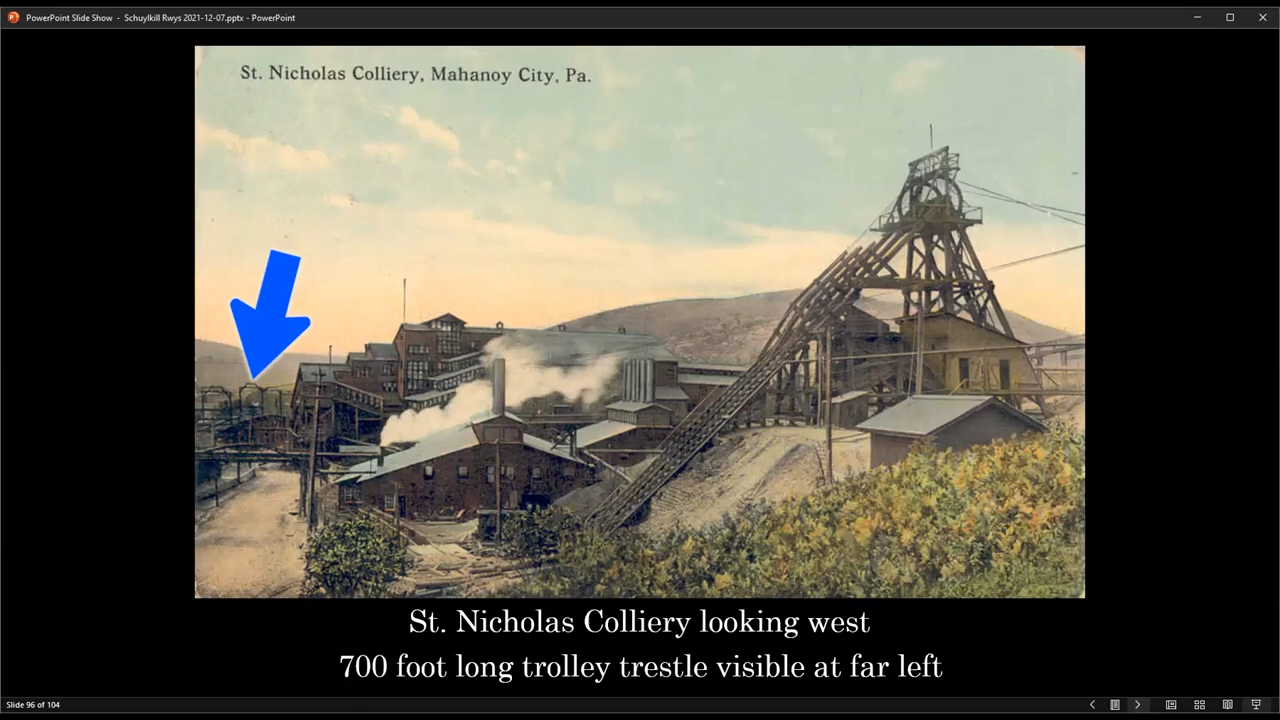 PowerPoint Slide Show - Schuylkill Rwys 2021-12-07.pptx - PowerPoint
St. Nicholas Colliery, Mahanoy City, Pa.
St. Nicholas Colliery looking west
700 foot long trolley trestle visible at far left
Slide 96 of 104